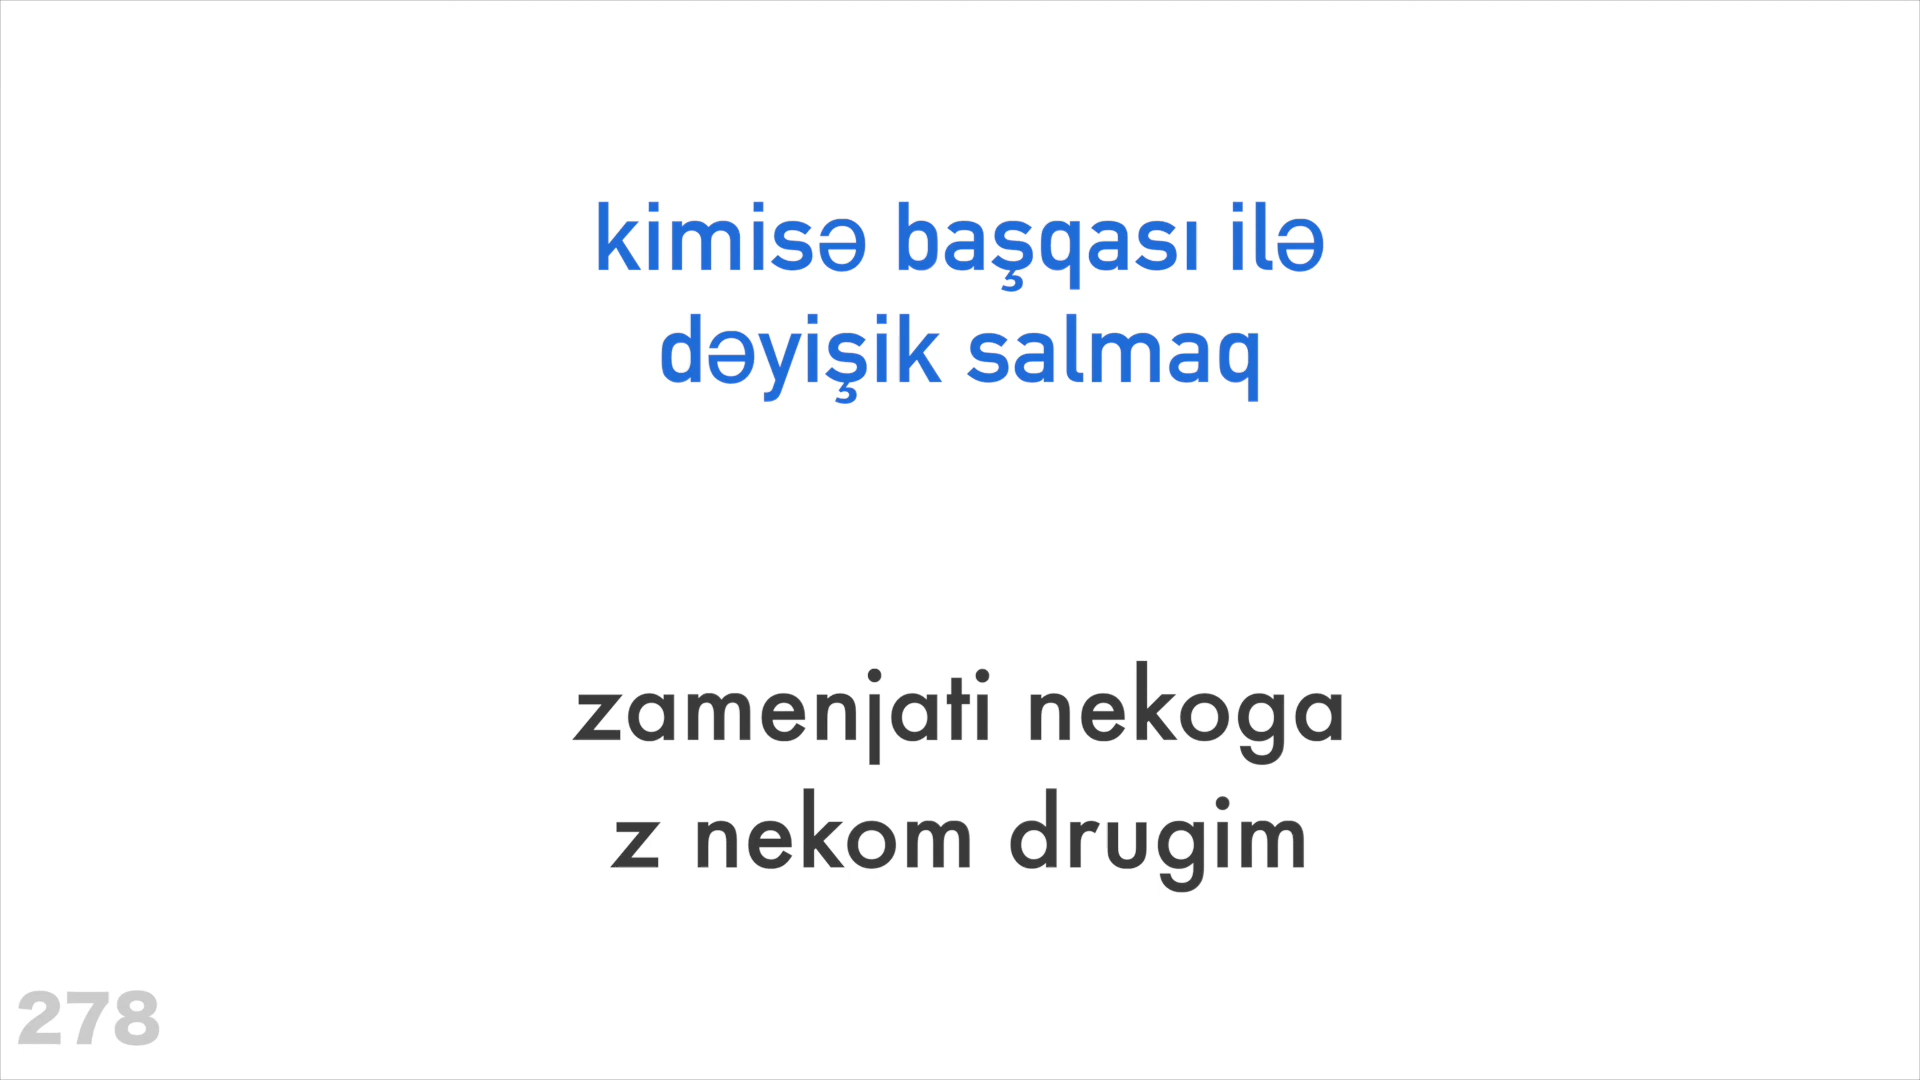 kimisə başqası ilə
dəyişik salmaq
zamenjati nekoga
z nekom drugim
278